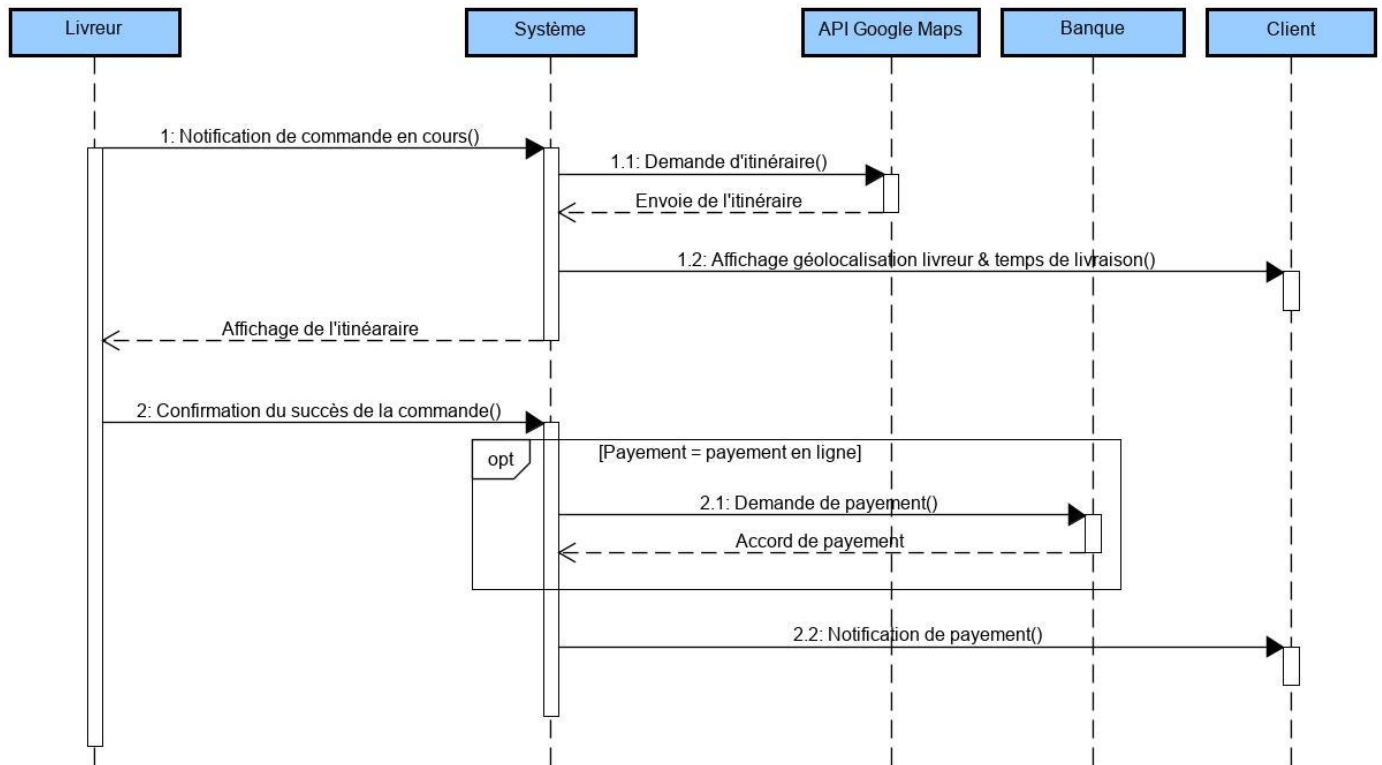 Livreur
Système
API Google Maps
Banque
Client
1: Notification de commande en cours()
1.1: Demande d'itinéraire()
Envoie de l'itinéraire
1.2: Affichage géolocalisation livreur & temps de livraison()
Affichage de l'itinéaraire
2: Confirmation du succès de la commande()
opt
[Payement = payement en ligne]
2.1: Demande de payement()
Accord de payement
2.2: Notification de payement()